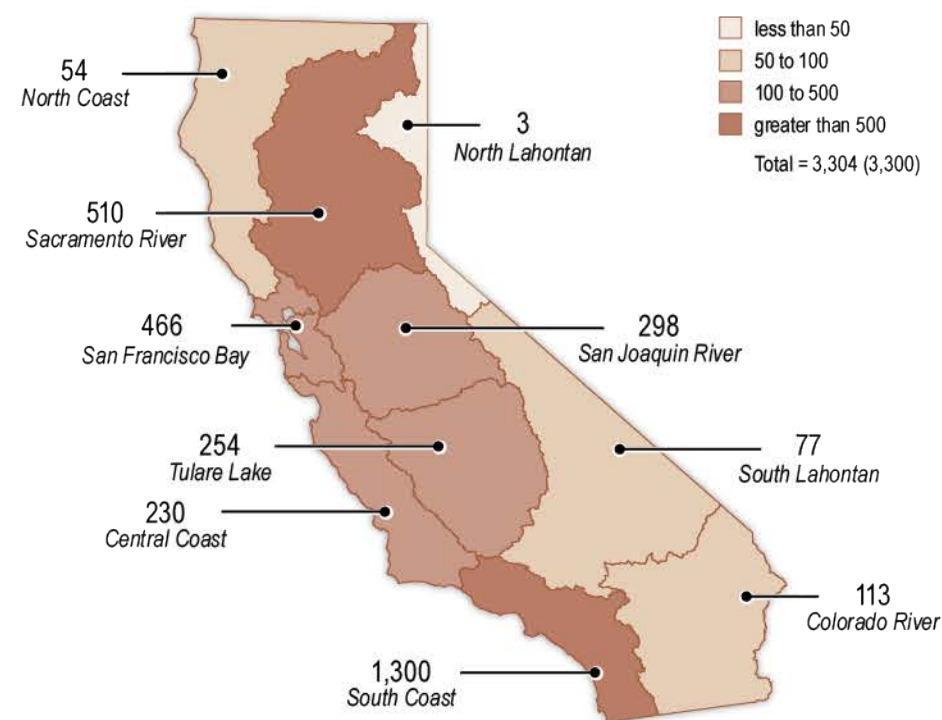 less than 50
50 to 100
100 to 500
greater than 500
Total = 3,304 (3,300)
54
North Coast
3
North Lahontan
510
Sacramento River
466
San Francisco Bay
298
San Joaquin River
254
Tulare Lake
77
South Lahontan
230
Central Coast
113
Colorado River
1,300
South Coast